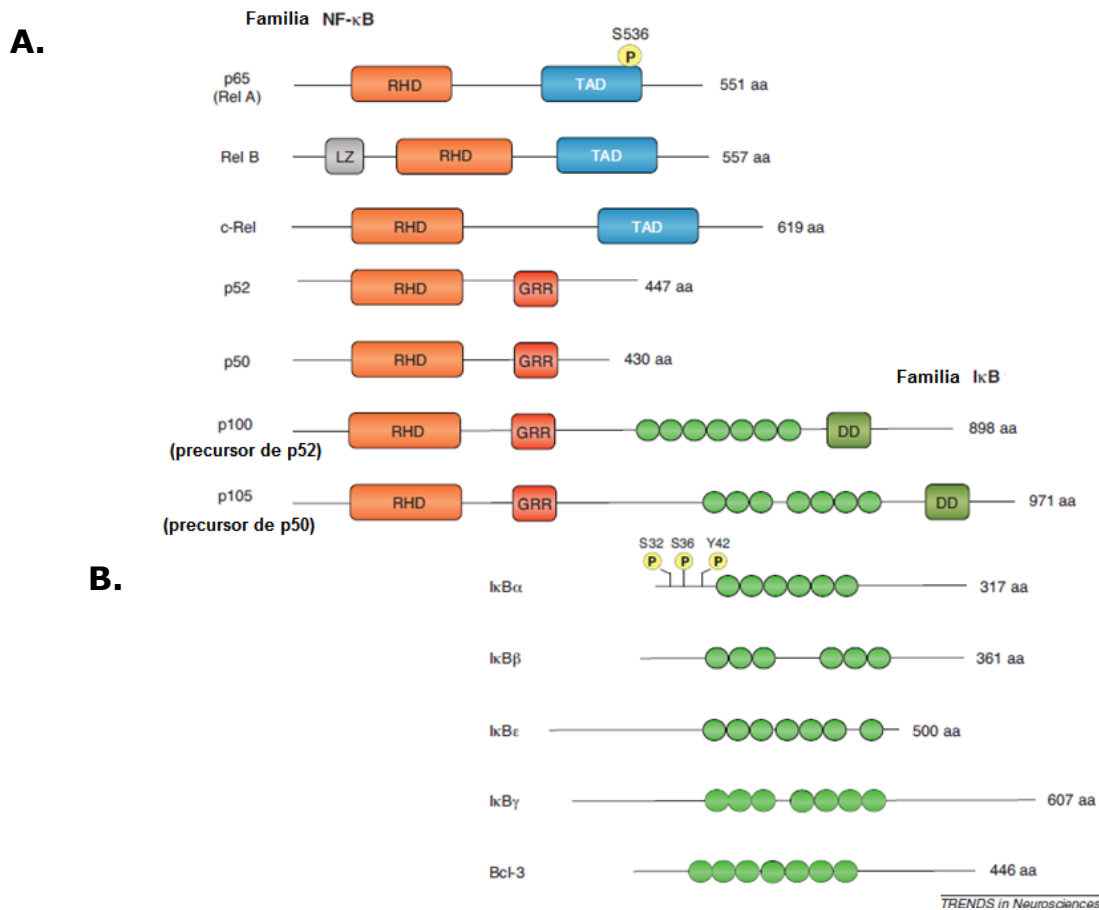 Familia NF-κB
A.
S536
P
p65
(Rel A)
RHD
TAD
551 aa
Rel B
LZ
RHD
TAD
557 aa
c-Rel
RHD
TAD
619 aa
p52
RHD
GRR
447 aa
p50
RHD
GRR
430 aa
Familia IκB
p100
(precursor de p52)
RHD
GRR
DD
898 aa
p105
(precursor de p50)
RHD
GRR
DD
971 aa
B.
S32 S36 Y42
P P P
IκBα
317 aa
IκBβ
361 aa
IκBε
500 aa
IκBγ
607 aa
Bcl-3
446 aa
TRENDS in Neurosciences